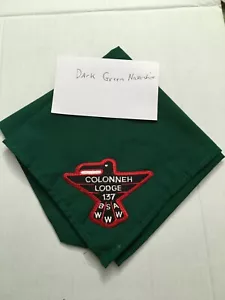 Dark Green Neckerchief
COLONNEH
LODGE
137
BSA
WWW